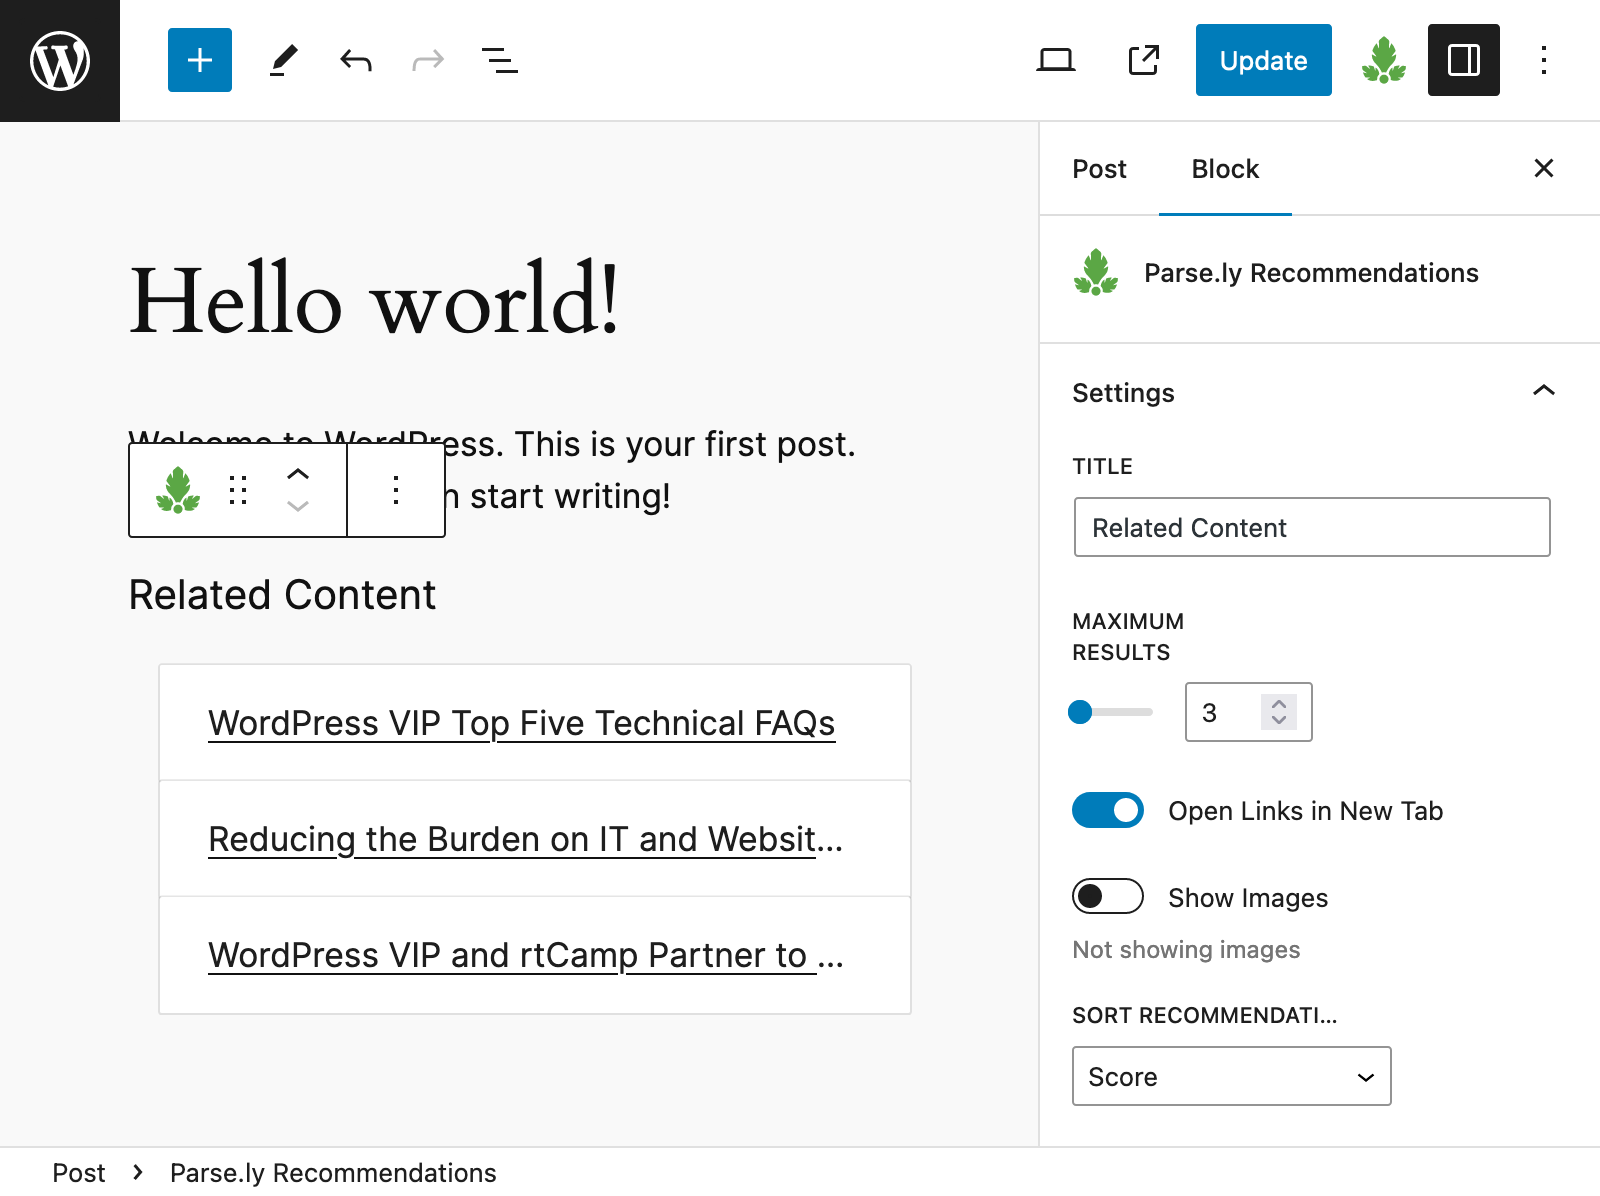 Update
Post
Block
Parse.ly Recommendations
Settings
TITLE
Related Content
MAXIMUM
RESULTS
3
Open Links in New Tab
Show Images
Not showing images
SORT RECOMMENDATI...
Score
Hello world!
Welcome to WordPress. This is your first post.
start writing!
Related Content
WordPress VIP Top Five Technical FAQs
Reducing the Burden on IT and Websit...
WordPress VIP and rtCamp Partner to ...
Post > Parse.ly Recommendations